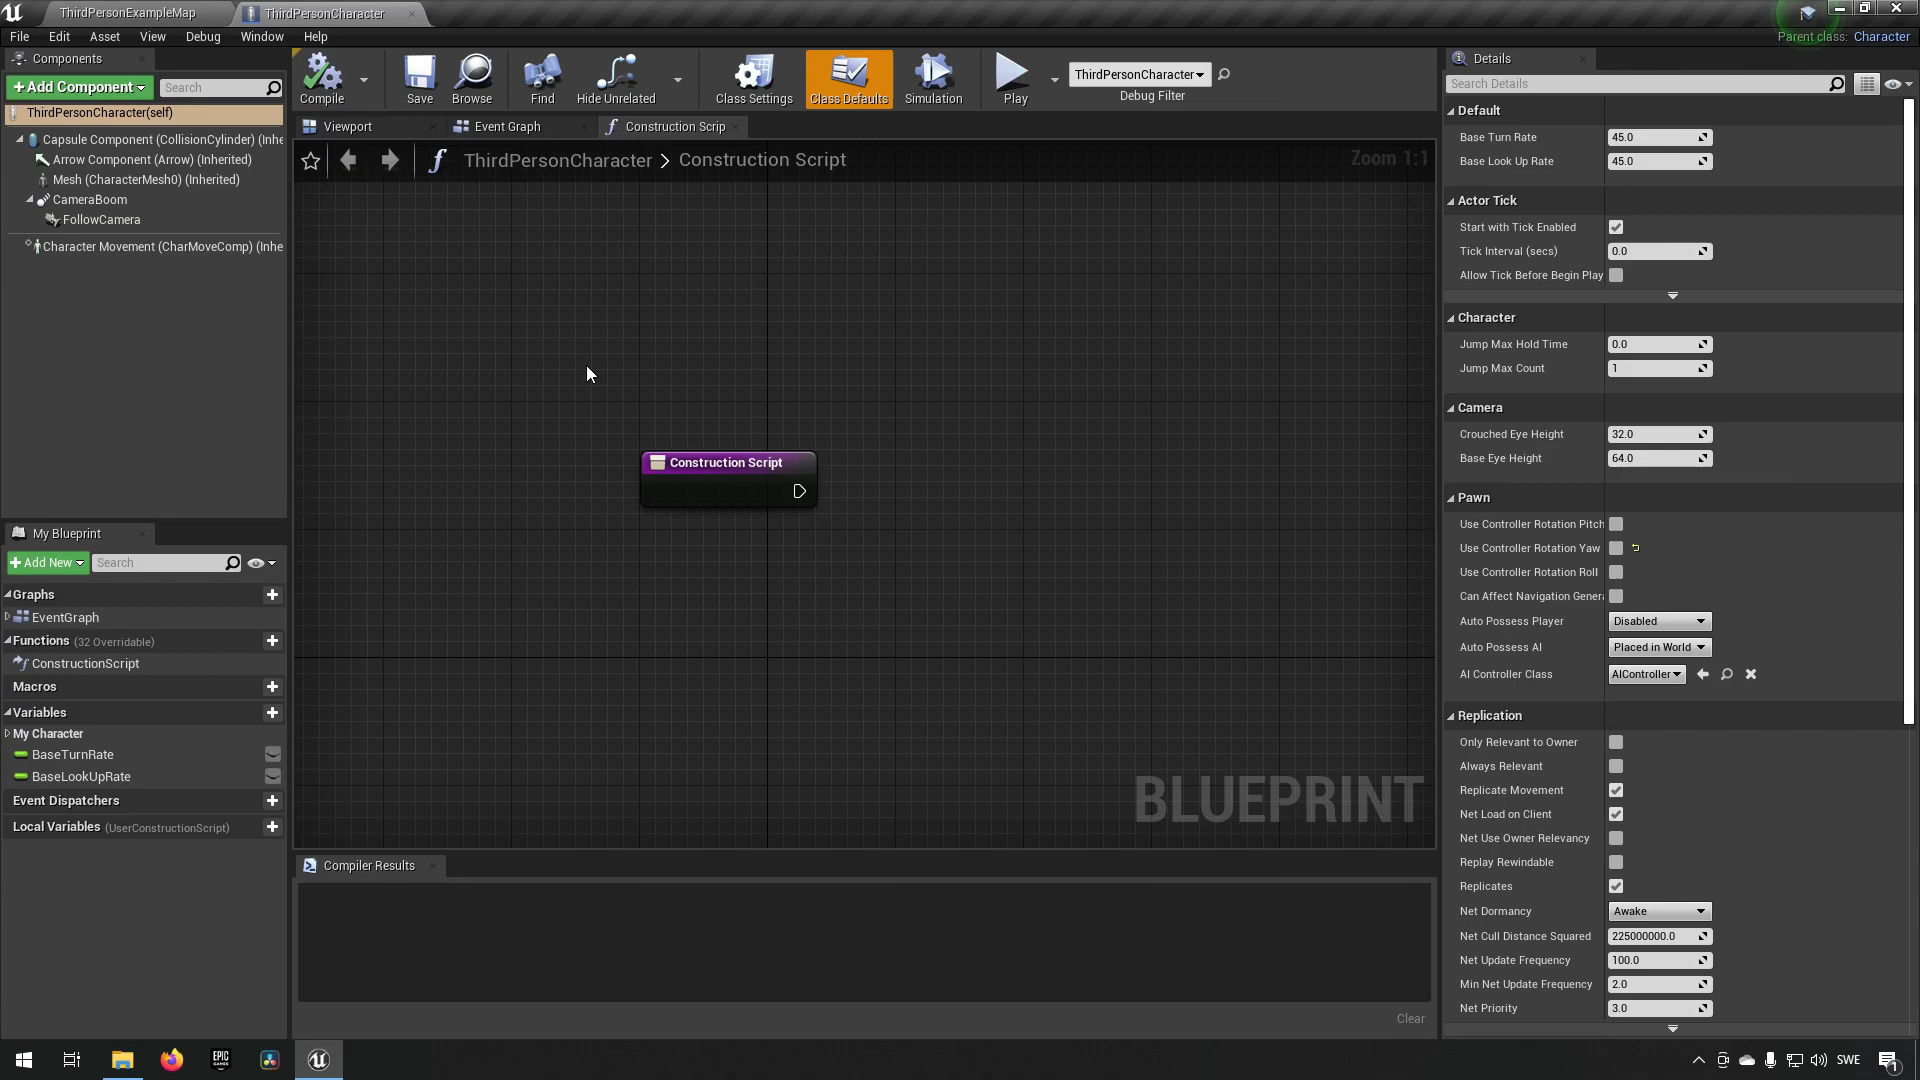 ThirdPersonExampleMap
ThirdPersonCharacter
File Edit Asset View Debug Window Help
Parent class: Character
Components
+Add Component
Search
ThirdPersonCharacter(self)
Capsule Component (CollisionCylinder) (Inhe
Arrow Component (Arrow) (Inherited)
Mesh (CharacterMesh0) (Inherited)
CameraBoom
FollowCamera
Character Movement (CharMoveComp) (Inhe
My Blueprint
+Add New
Search
Graphs
EventGraph
Functions (32 Overridable)
ConstructionScript
Macros
Variables
My Character
BaseTurnRate
BaseLookUpRate
Event Dispatchers
Local Variables (UserConstructionScript)
Compile
Save
Browse
Find
Hide Unrelated
Class Settings
Class Defaults
Simulation
Play
ThirdPersonCharacter
Debug Filter
Viewport
Event Graph
Construction Scrip
ThirdPersonCharacter > Construction Script
Zoom 1:1
Construction Script
BLUEPRINT
Compiler Results
Clear
Details
Search Details
Default
Base Turn Rate 45.0
Base Look Up Rate 45.0
Actor Tick
Start with Tick Enabled
Tick Interval (secs) 0.0
Allow Tick Before Begin Play
Character
Jump Max Hold Time 0.0
Jump Max Count 1
Camera
Crouched Eye Height 32.0
Base Eye Height 64.0
Pawn
Use Controller Rotation Pitch
Use Controller Rotation Yaw
Use Controller Rotation Roll
Can Affect Navigation Genera
Auto Possess Player Disabled
Auto Possess AI Placed in World
AI Controller Class AIController
Replication
Only Relevant to Owner
Always Relevant
Replicate Movement
Net Load on Client
Net Use Owner Relevancy
Replay Rewindable
Replicates
Net Dormancy Awake
Net Cull Distance Squared 225000000.0
Net Update Frequency 100.0
Min Net Update Frequency 2.0
Net Priority 3.0
EPIC GAMES
SWE
1